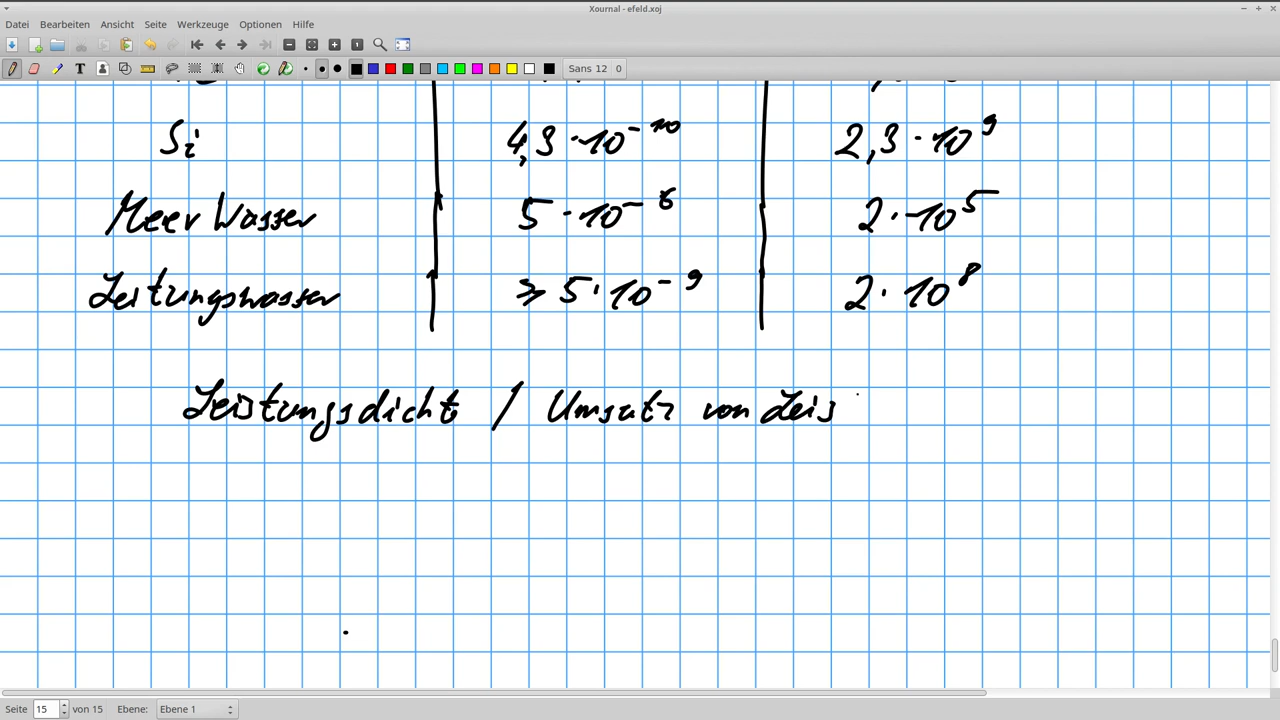 Xournal - efeld.xoj
Datei Bearbeiten Ansicht Seite Werkzeuge Optionen Hilfe
Sans 12 0
Si 4,3 · 10⁻¹⁰ 2,3 · 10⁹
Meer Wasser 5 · 10⁻⁶ 2 · 10⁵
Leitungswasser ≥ 5 · 10⁻⁹ 2 · 10⁸
Leistungsdicht / Umsatz von Leis
Seite 15 von 15 Ebene: Ebene 1